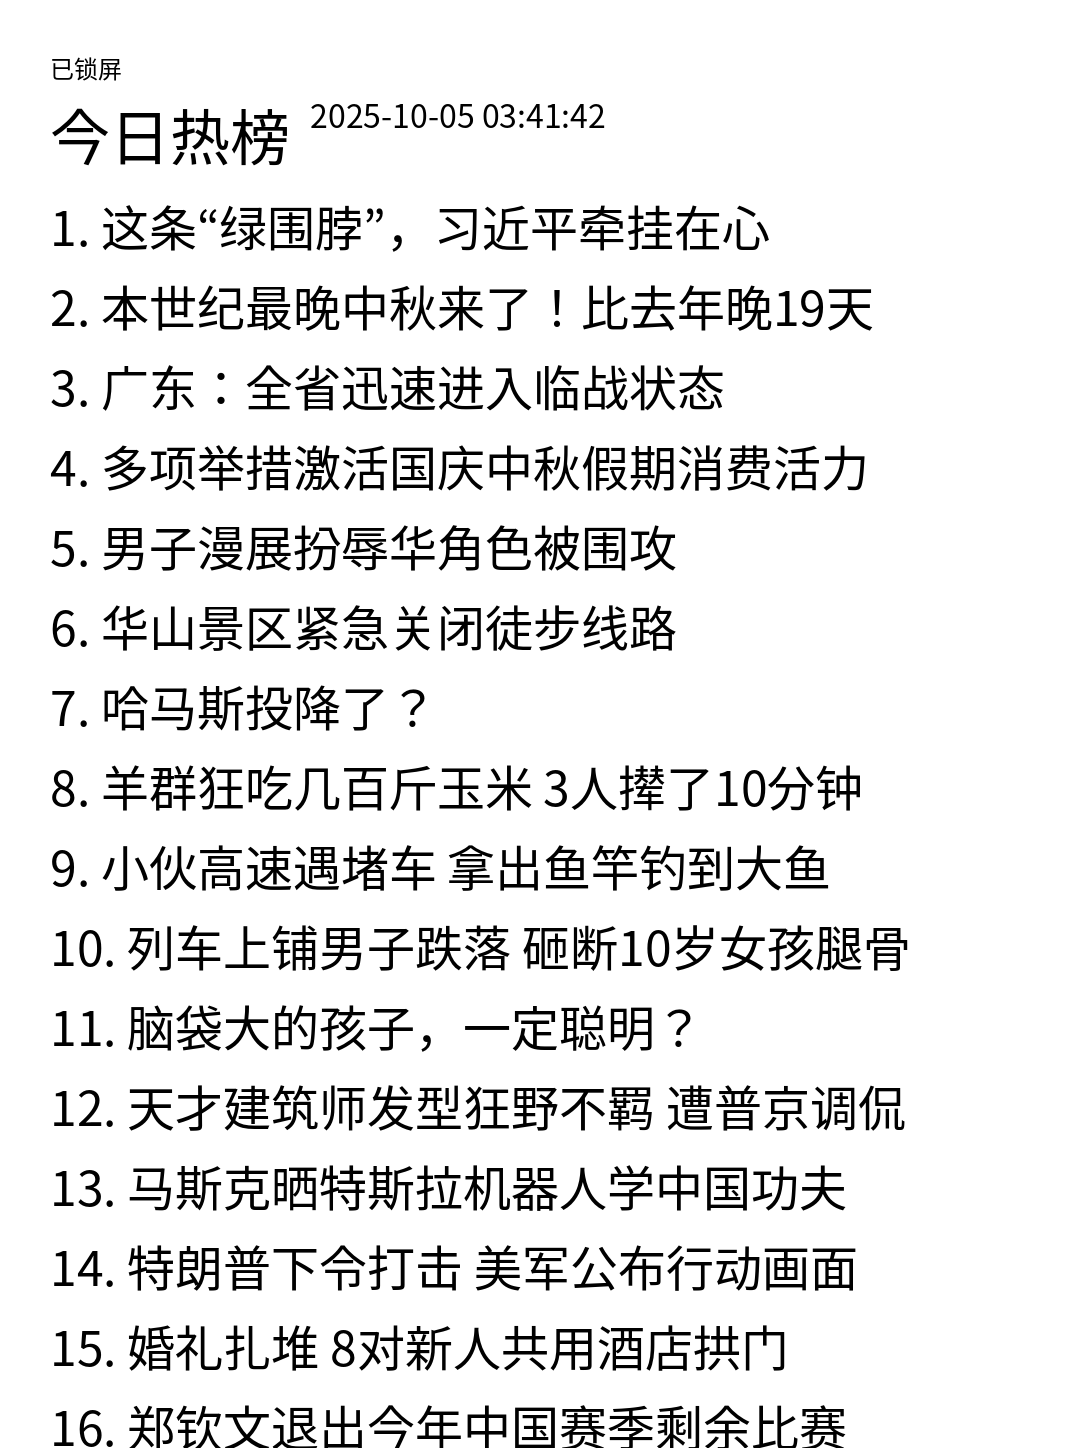 已锁屏
今日热榜 2025-10-05 03:41:42
1. 这条“绿围脖”，习近平牵挂在心
2. 本世纪最晚中秋来了！比去年晚19天
3. 广东：全省迅速进入临战状态
4. 多项举措激活国庆中秋假期消费活力
5. 男子漫展扮辱华角色被围攻
6. 华山景区紧急关闭徒步线路
7. 哈马斯投降了？
8. 羊群狂吃几百斤玉米 3人撵了10分钟
9. 小伙高速遇堵车 拿出鱼竿钓到大鱼
10. 列车上铺男子跌落 砸断10岁女孩腿骨
11. 脑袋大的孩子，一定聪明？
12. 天才建筑师发型狂野不羁 遭普京调侃
13. 马斯克晒特斯拉机器人学中国功夫
14. 特朗普下令打击 美军公布行动画面
15. 婚礼扎堆 8对新人共用酒店拱门
16. 郑钦文退出今年中国赛季剩余比赛